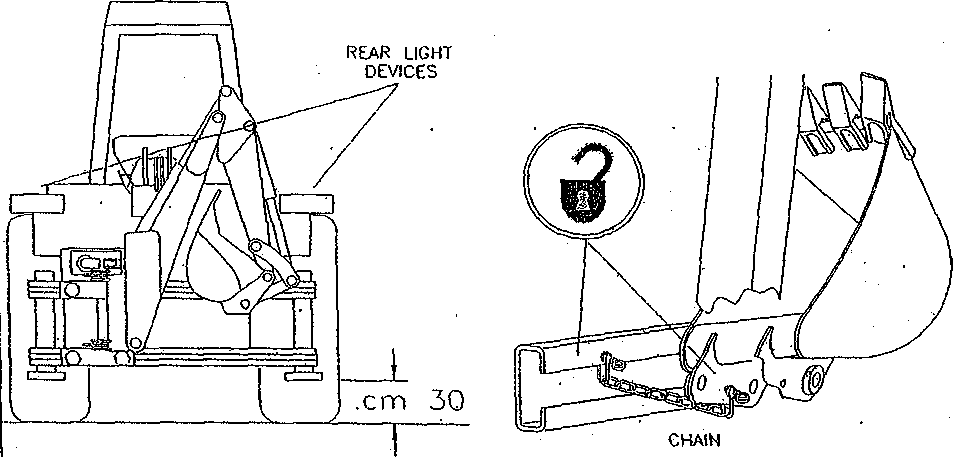 REAR LIGHT
DEVICES
.cm 30
CHAIN